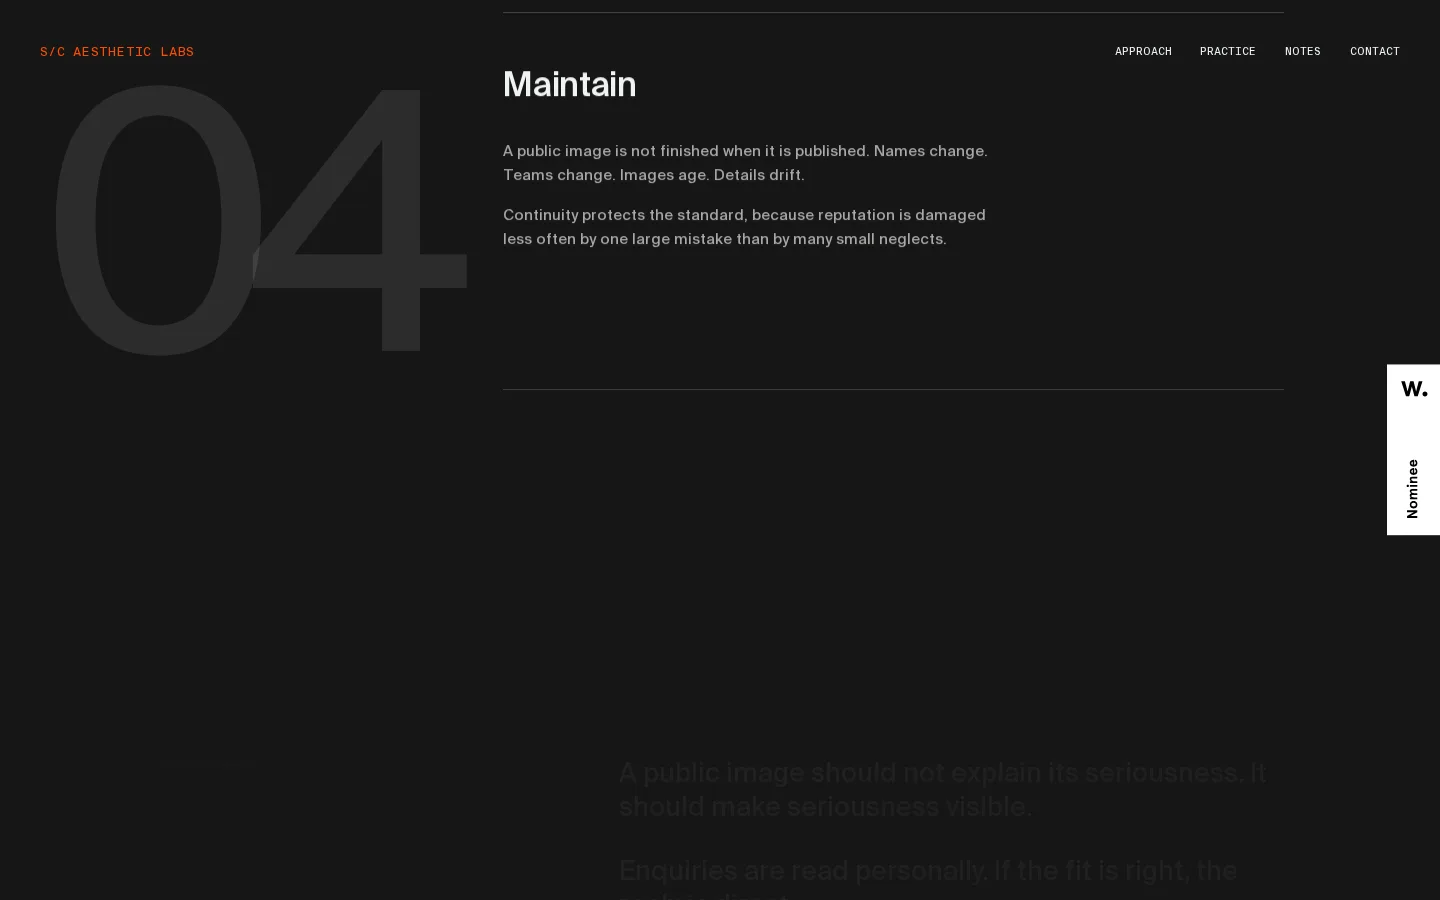 S/C AESTHETIC LABS
APPROACH PRACTICE NOTES CONTACT
04
Maintain
A public image is not finished when it is published. Names change.
Teams change. Images age. Details drift.
Continuity protects the standard, because reputation is damaged
less often by one large mistake than by many small neglects.
W.
Nominee
A public image should not explain its seriousness. It
should make seriousness visible.
Enquiries are read personally. If the fit is right, the